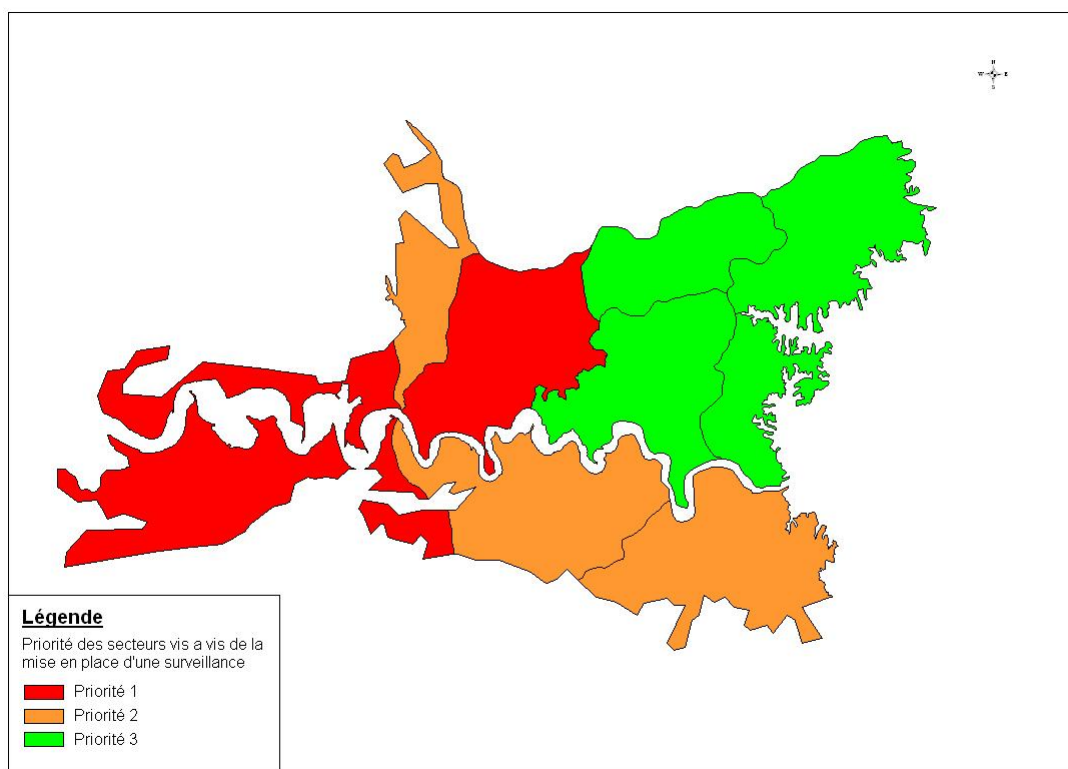 N
W E
S
Légende
Priorité des secteurs vis a vis de la
mise en place d'une surveillance
Priorité 1
Priorité 2
Priorité 3